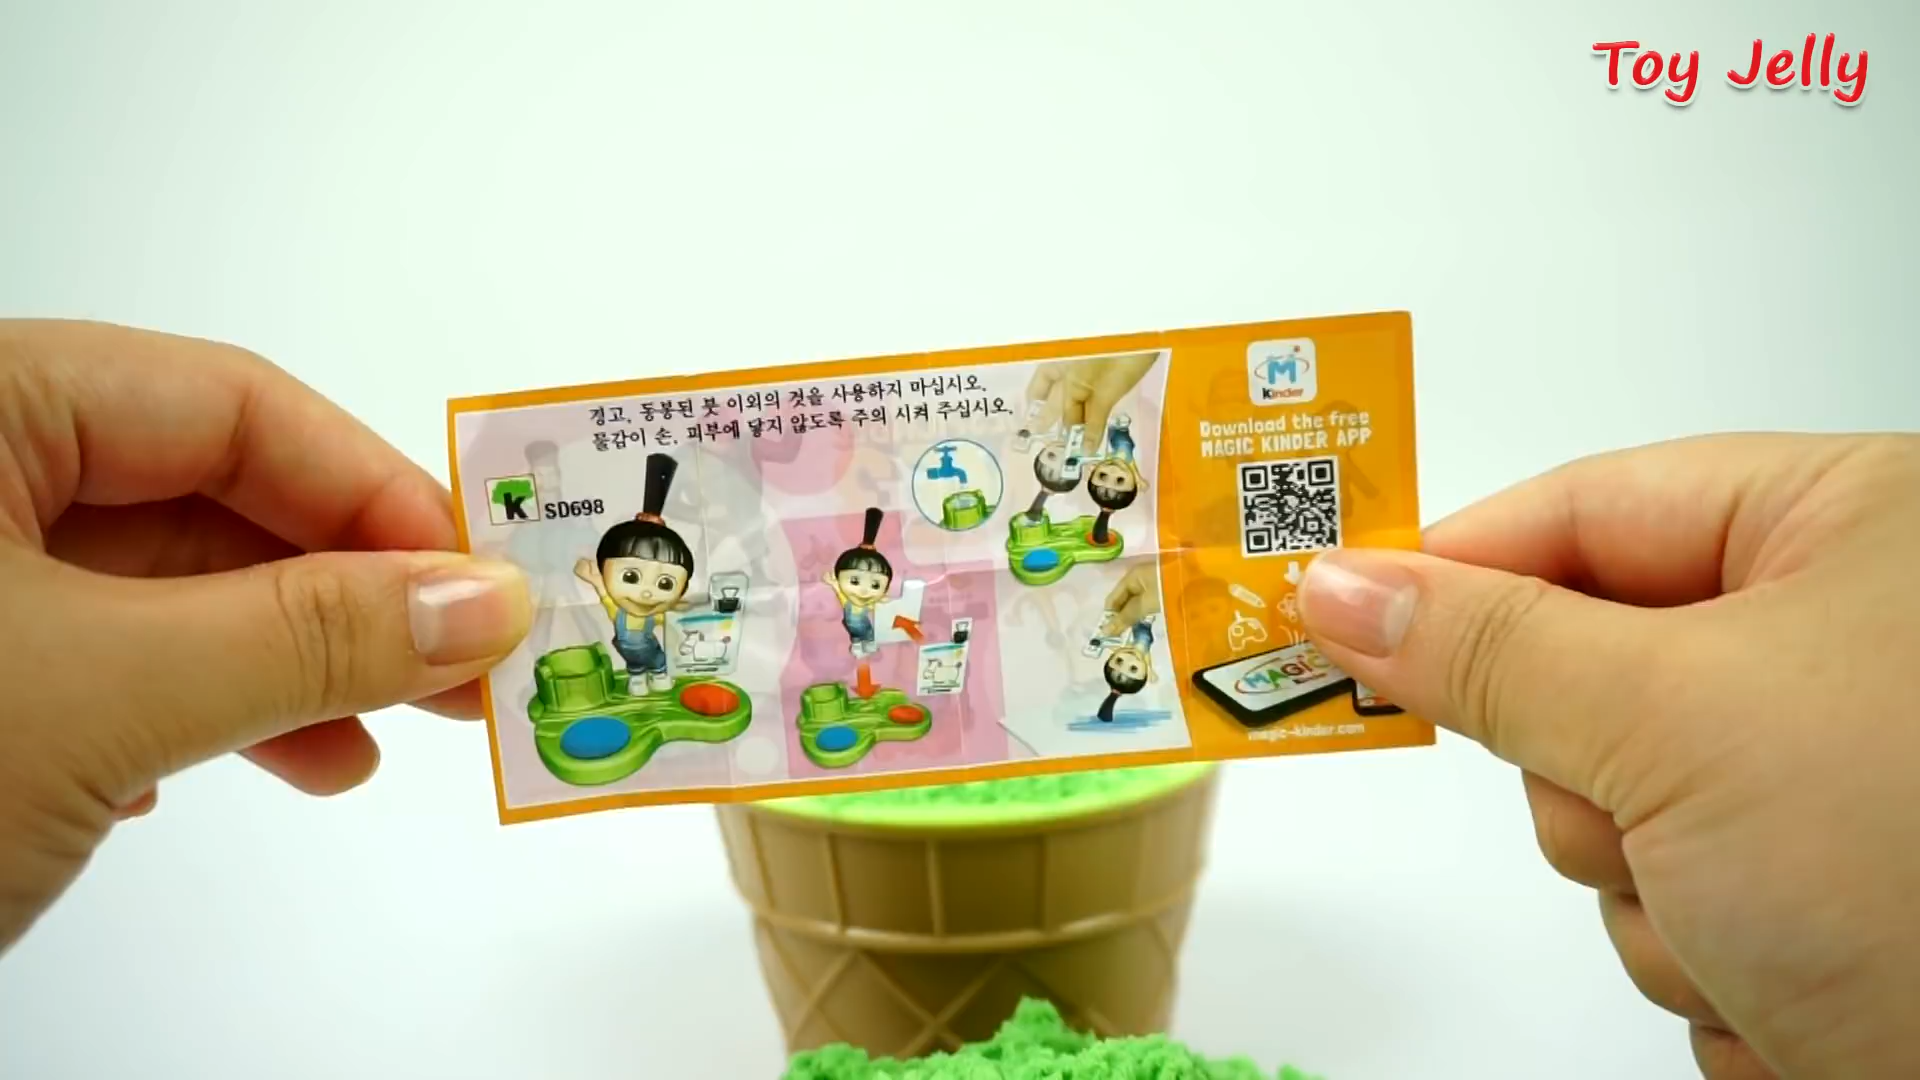 Toy Jelly
경고, 동봉된 붓 이외의 것을 사용하지 마십시오.
물감이 손, 피부에 닿지 않도록 주의 시켜 주십시오.
K SD698
M
Kinder
Download the free
MAGIC KINDER APP
MAGIC
magic-kinder.com